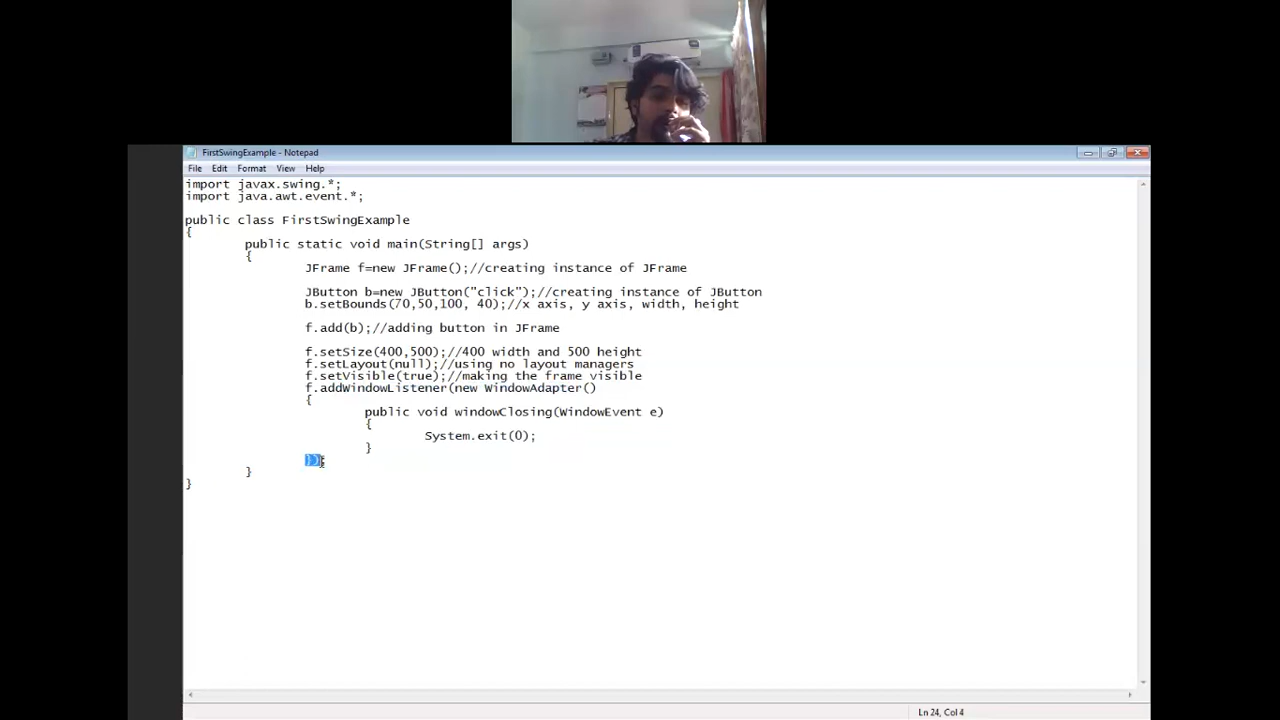 FirstSwingExample - Notepad
File Edit Format View Help
import javax.swing.*;
import java.awt.event.*;
public class FirstSwingExample
{
public static void main(String[] args)
{
JFrame f=new JFrame();//creating instance of JFrame
JButton b=new JButton("click");//creating instance of JButton
b.setBounds(70,50,100, 40);//x axis, y axis, width, height
f.add(b);//adding button in JFrame
f.setSize(400,500);//400 width and 500 height
f.setLayout(null);//using no layout managers
f.setVisible(true);//making the frame visible
f.addWindowListener(new WindowAdapter()
{
public void windowClosing(WindowEvent e)
{
System.exit(0);
}
});
}
}
Ln 24, Col 4